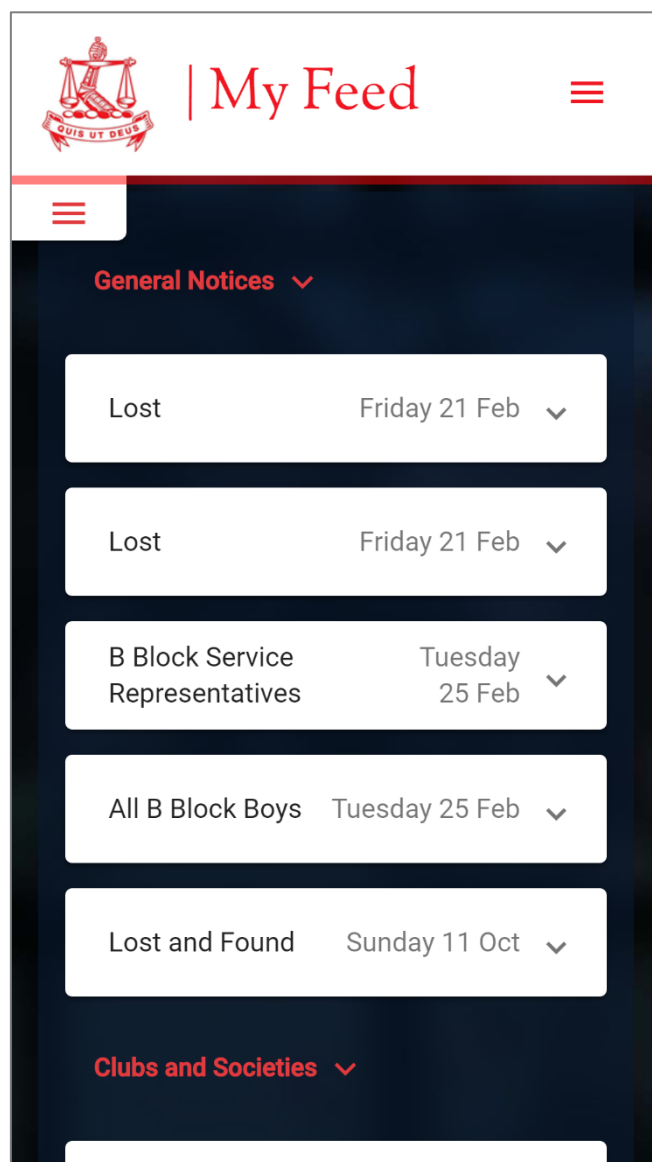 QUIS UT DEUS
| My Feed
General Notices
Lost Friday 21 Feb
Lost Friday 21 Feb
B Block Service Tuesday
Representatives 25 Feb
All B Block Boys Tuesday 25 Feb
Lost and Found Sunday 11 Oct
Clubs and Societies